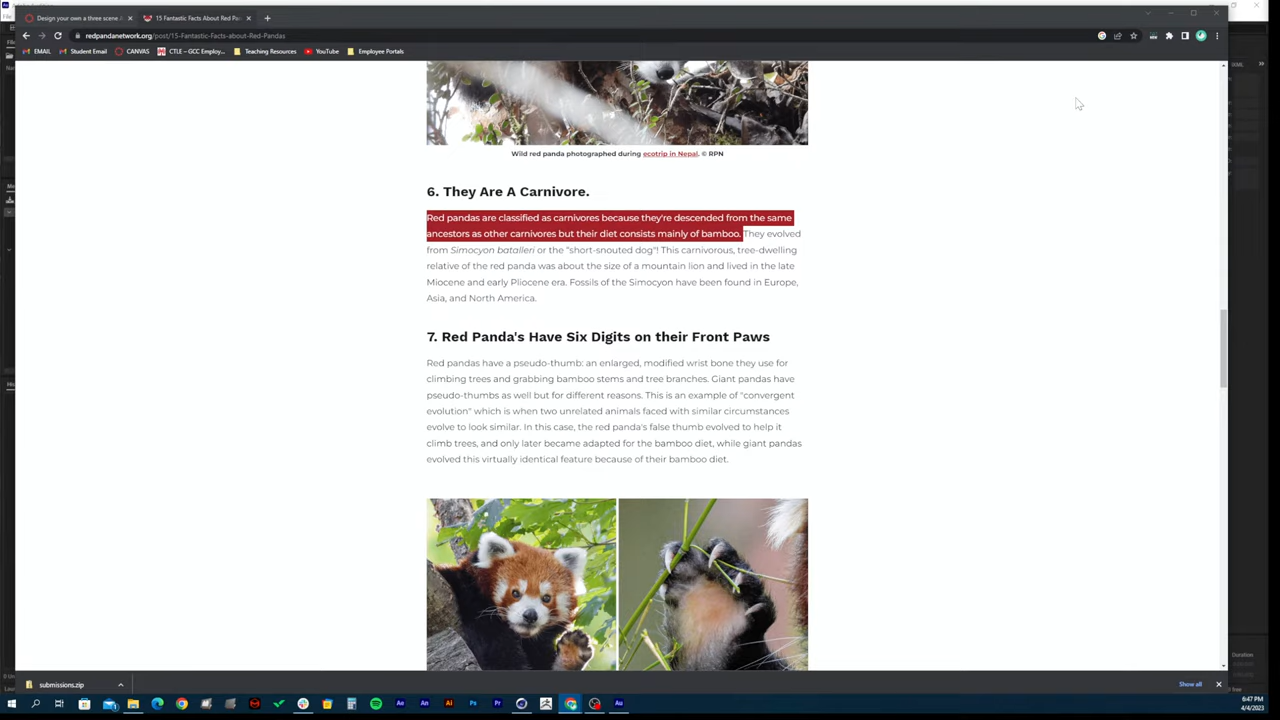 Design your own a three scene A
15 Fantastic Facts About Red Pan
redpandanetwork.org/post/15-Fantastic-Facts-about-Red-Pandas
EMAIL
Student Email
CANVAS
CTLE – GCC Employ...
Teaching Resources
YouTube
Employee Portals
Wild red panda photographed during ecotrip in Nepal. © RPN
6. They Are A Carnivore.
Red pandas are classified as carnivores because they're descended from the same
ancestors as other carnivores but their diet consists mainly of bamboo. They evolved
from Simocyon batalleri or the "short-snouted dog"! This carnivorous, tree-dwelling
relative of the red panda was about the size of a mountain lion and lived in the late
Miocene and early Pliocene era. Fossils of the Simocyon have been found in Europe,
Asia, and North America.
7. Red Panda's Have Six Digits on their Front Paws
Red pandas have a pseudo-thumb: an enlarged, modified wrist bone they use for
climbing trees and grabbing bamboo stems and tree branches. Giant pandas have
pseudo-thumbs as well but for different reasons. This is an example of "convergent
evolution" which is when two unrelated animals faced with similar circumstances
evolve to look similar. In this case, the red panda's false thumb evolved to help it
climb trees, and only later became adapted for the bamboo diet, while giant pandas
evolved this virtually identical feature because of their bamboo diet.
Duration
submissions.zip
Show all
6:47 PM
4/4/2023